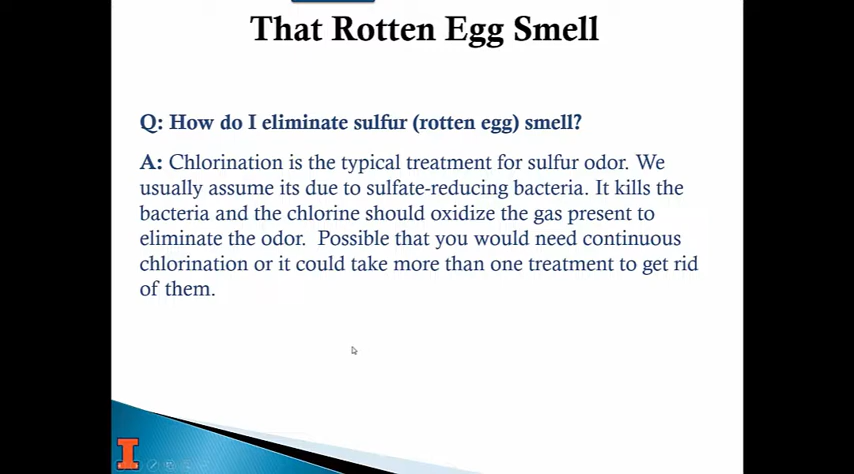 That Rotten Egg Smell
Q: How do I eliminate sulfur (rotten egg) smell?
A: Chlorination is the typical treatment for sulfur odor. We
usually assume its due to sulfate-reducing bacteria. It kills the
bacteria and the chlorine should oxidize the gas present to
eliminate the odor.  Possible that you would need continuous
chlorination or it could take more than one treatment to get rid
of them.
I